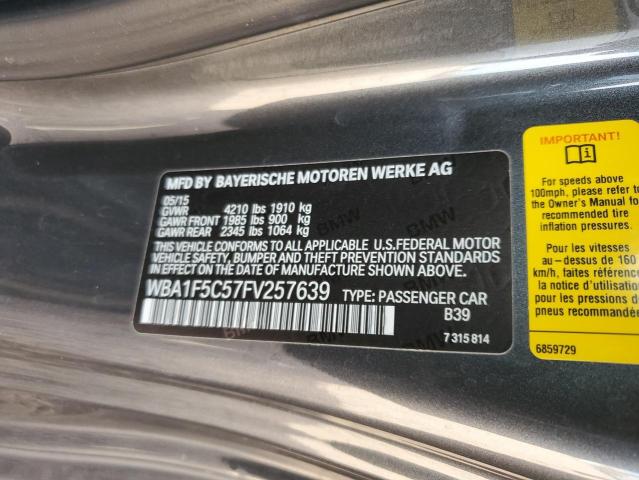 MFD BY BAYERISCHE MOTOREN WERKE AG
05/15
GVWR 4210 lbs 1910 kg
GAWR FRONT 1985 lbs 900 kg
GAWR REAR 2345 lbs 1064 kg
THIS VEHICLE CONFORMS TO ALL APPLICABLE U.S.FEDERAL MOTOR
VEHICLE SAFETY, BUMPER AND THEFT PREVENTION STANDARDS
IN EFFECT ON THE DATE OF MANUFACTURE SHOWN ABOVE.
WBA1F5C57FV257639 TYPE: PASSENGER CAR
B39
7 315 814
IMPORTANT!
For speeds above
100mph, please refer to
the Owner's Manual for
recommended tire
inflation pressures.
Pour les vitesses
au-dessus de 160
km/h, faites référence
à la notice d'utilisation
pour les pressions de
pneu recommandées
6859729
BMW